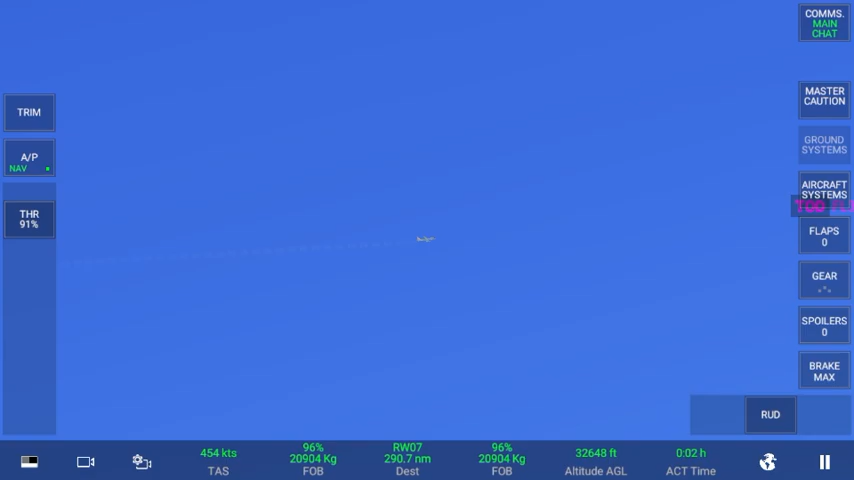 COMMS.
MAIN
CHAT
TRIM
MASTER
CAUTION
A/P
NAV
GROUND
SYSTEMS
AIRCRAFT
SYSTEMS
THR
91%
FLAPS
0
GEAR
SPOILERS
0
BRAKE
MAX
RUD
454 kts
TAS
96%
20904 Kg
FOB
RW07
290.7 nm
Dest
96%
20904 Kg
FOB
32648 ft
Altitude AGL
0:02 h
ACT Time